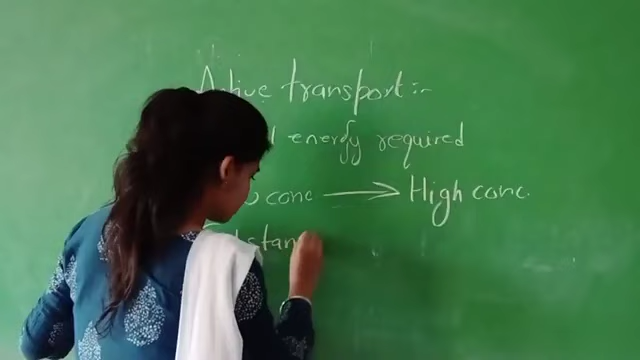 Active transport:-
energy required
conc ⟶ High conc.